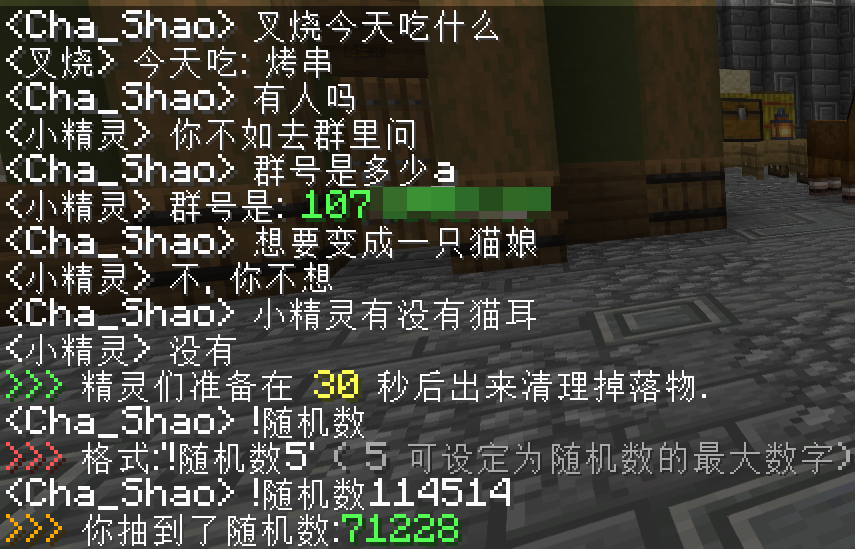 <Cha_Shao> 叉烧今天吃什么
<叉烧> 今天吃: 烤串
<Cha_Shao> 有人吗
<小精灵> 你不如去群里问
<Cha_Shao> 群号是多少a
<小精灵> 群号是: 107
<Cha_Shao> 想要变成一只猫娘
<小精灵> 不, 你不想
<Cha_Shao> 小精灵有没有猫耳
<小精灵> 没有
>>> 精灵们准备在 30 秒后出来清理掉落物.
<Cha_Shao> !随机数
>>> 格式:'!随机数5' ( 5 可设定为随机数的最大数字)
<Cha_Shao> !随机数114514
>>> 你抽到了随机数:71228